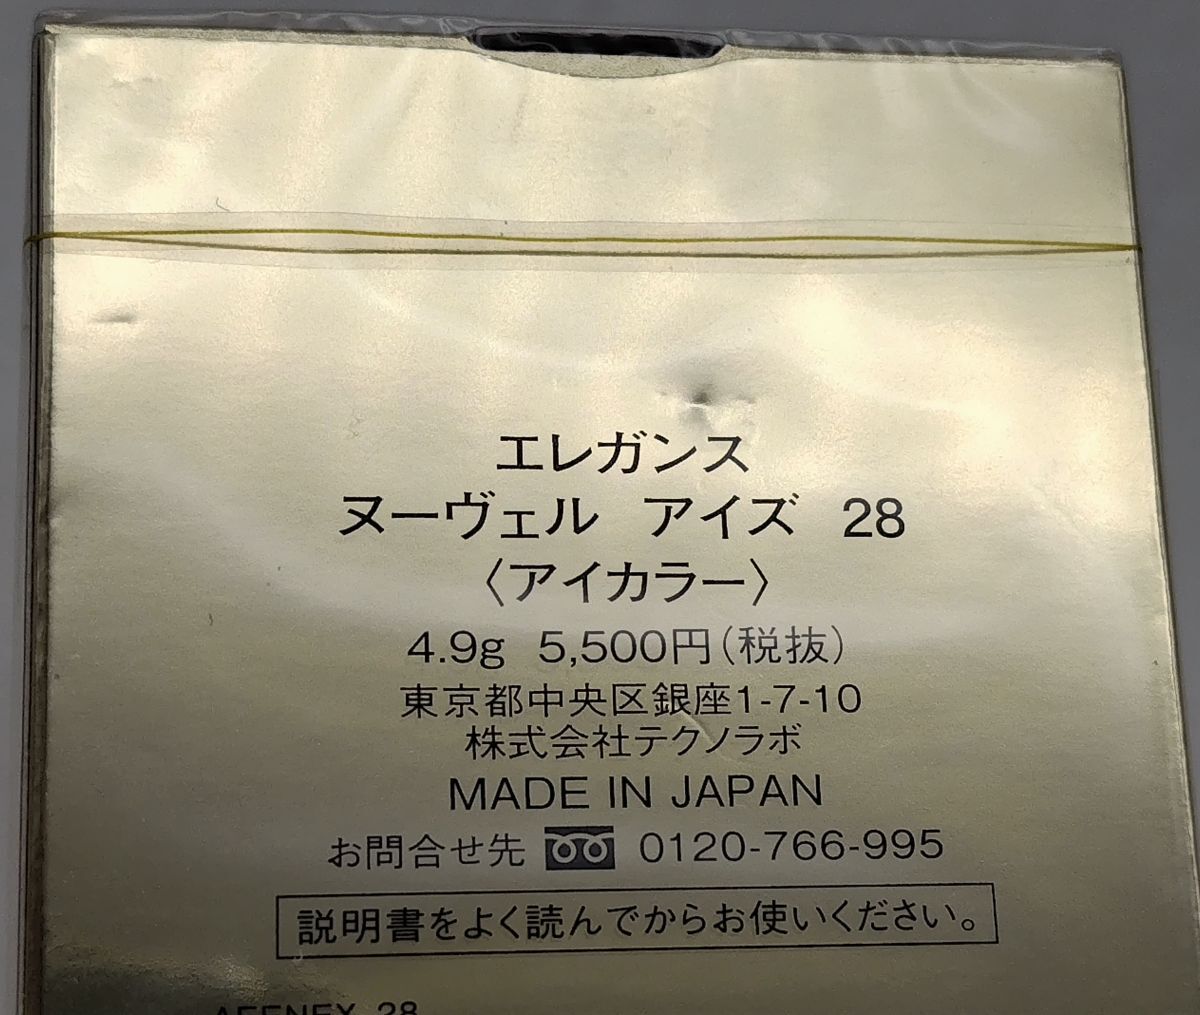 エレガンス
ヌーヴェル アイズ 28
〈アイカラー〉
4.9g 5,500円(税抜)
東京都中央区銀座1-7-10
株式会社テクノラボ
MADE IN JAPAN
お問合せ先 0120-766-995
説明書をよく読んでからお使いください。
28